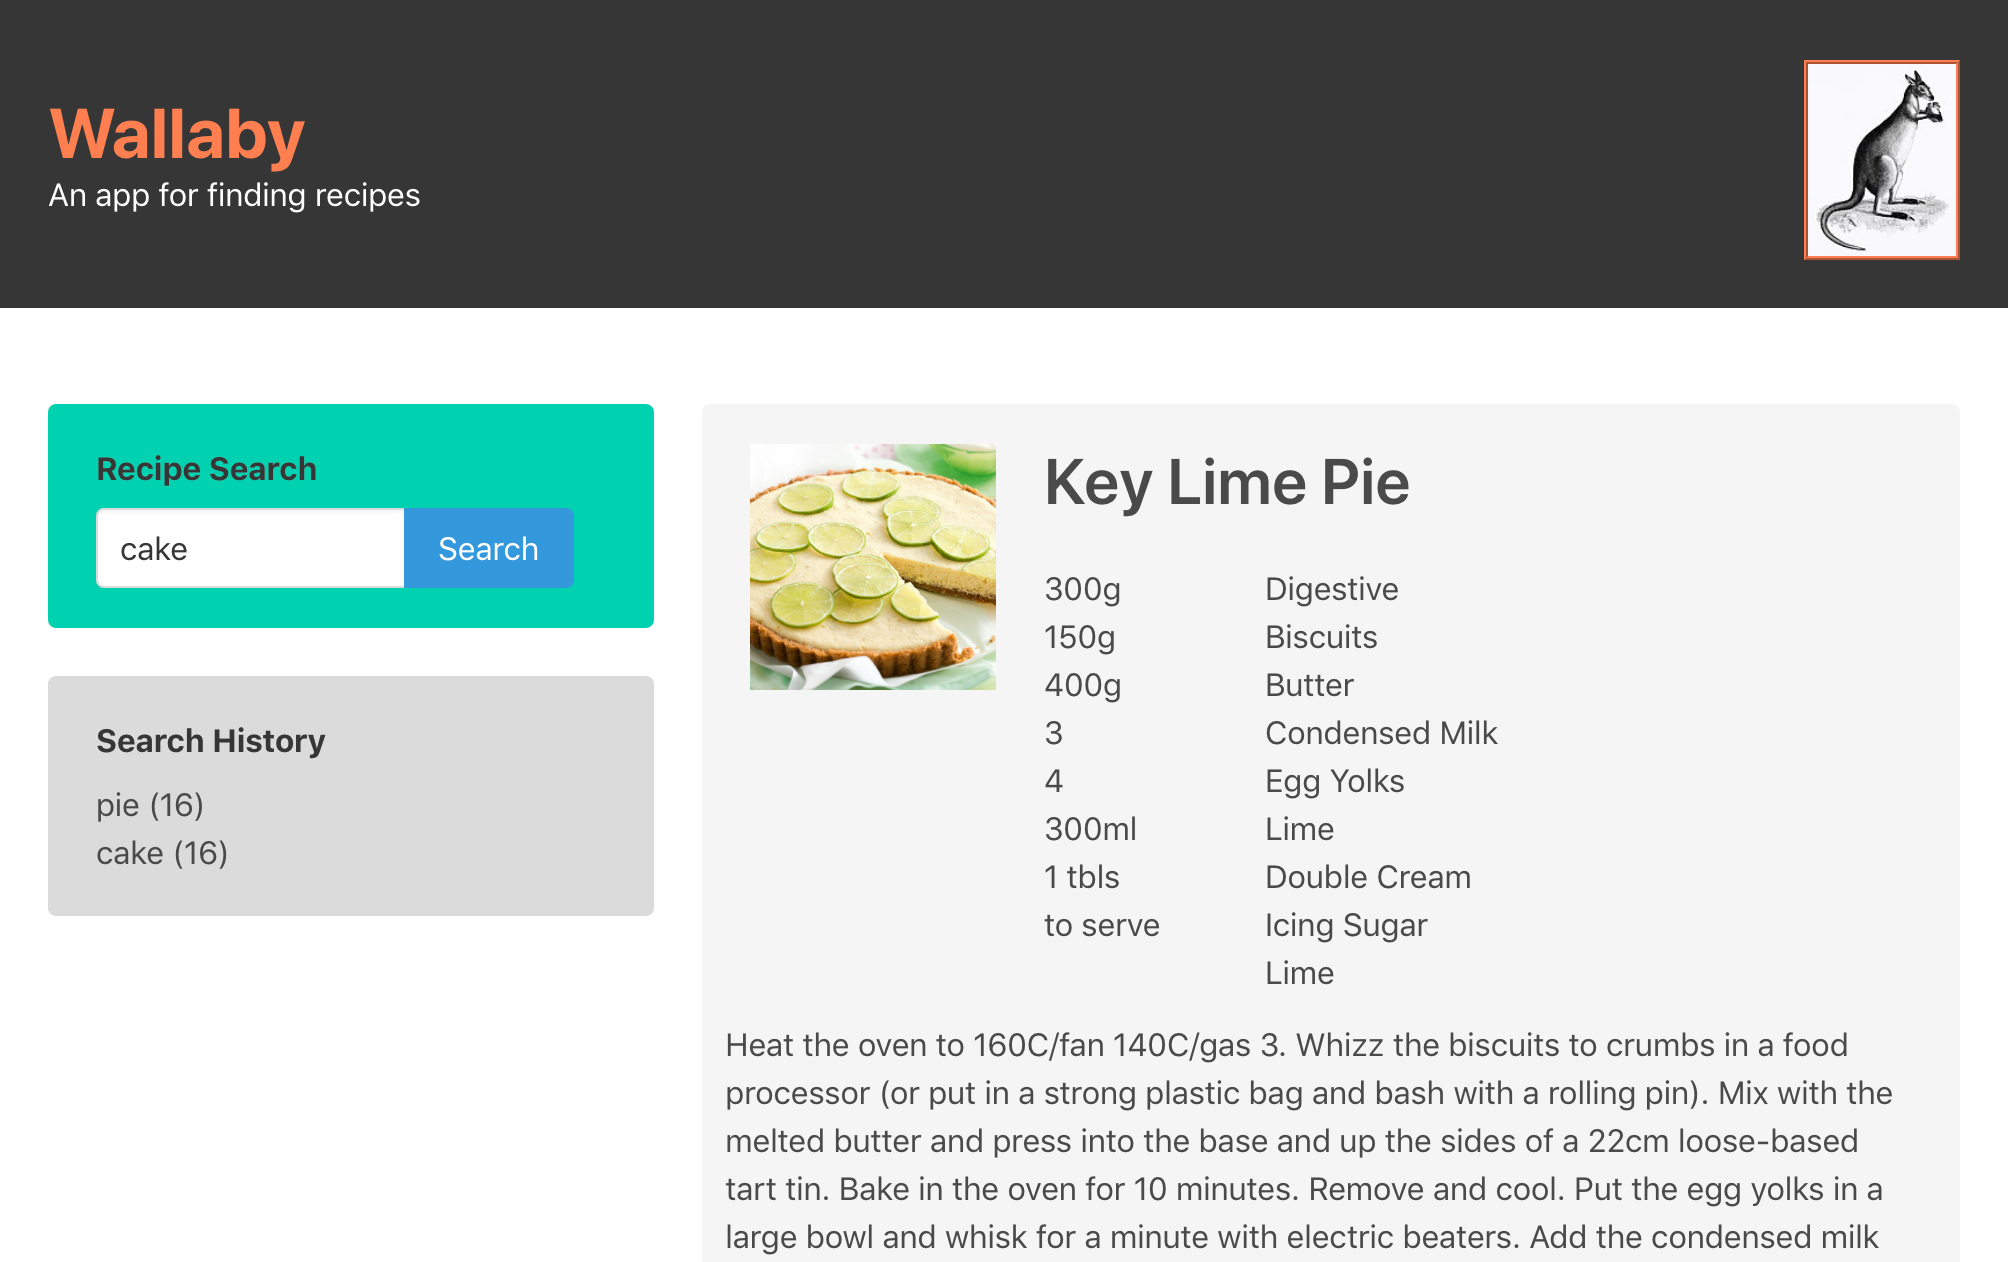 Wallaby
An app for finding recipes
Recipe Search
cake
Search
Search History
pie (16)
cake (16)
Key Lime Pie
300g Digestive
150g Biscuits
400g Butter
3 Condensed Milk
4 Egg Yolks
300ml Lime
1 tbls Double Cream
to serve Icing Sugar
Lime
Heat the oven to 160C/fan 140C/gas 3. Whizz the biscuits to crumbs in a food
processor (or put in a strong plastic bag and bash with a rolling pin). Mix with the
melted butter and press into the base and up the sides of a 22cm loose-based
tart tin. Bake in the oven for 10 minutes. Remove and cool. Put the egg yolks in a
large bowl and whisk for a minute with electric beaters. Add the condensed milk